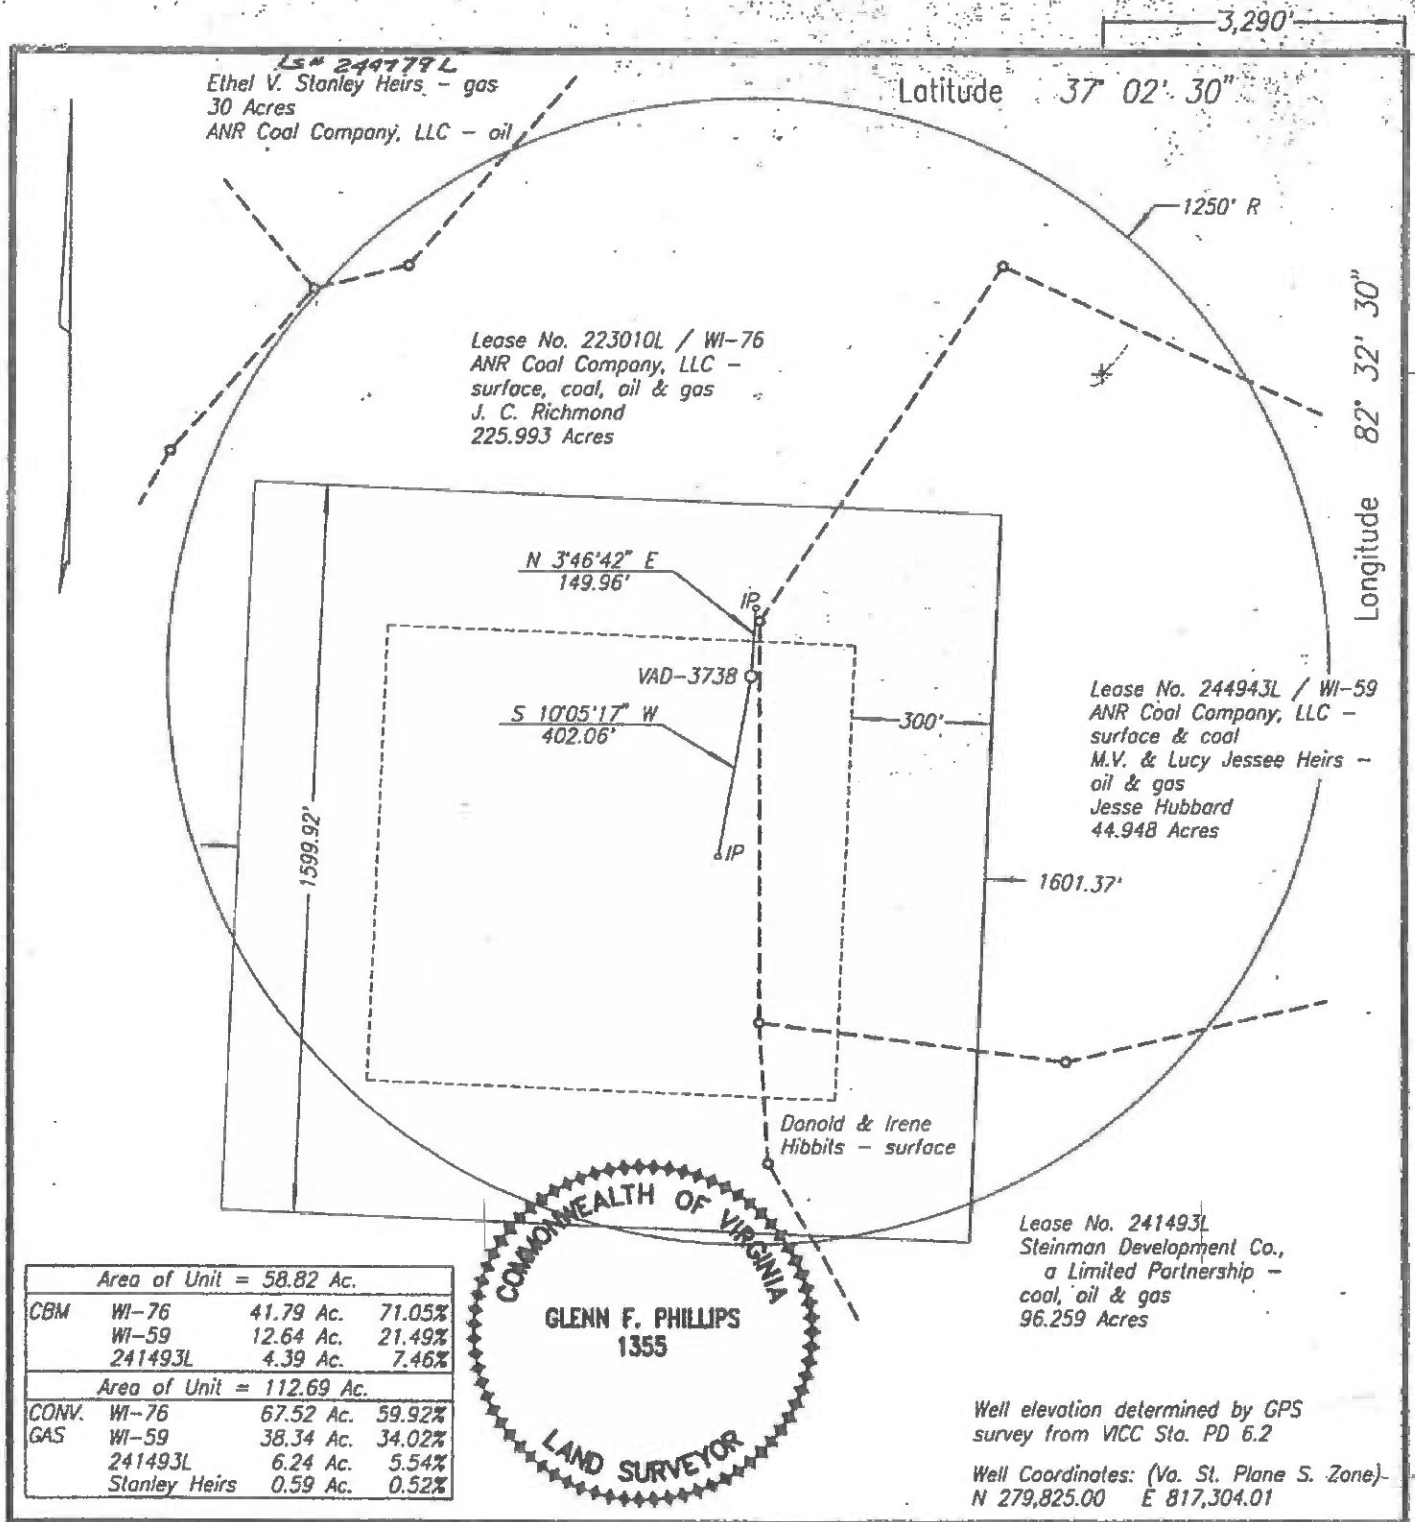 3,290'
Ls# 244779L
Ethel V. Stanley Heirs - gas
30 Acres
ANR Coal Company, LLC - oil
Latitude 37° 02' 30"
1250' R
Longitude 82° 32' 30"
Lease No. 223010L / WI-76
ANR Coal Company, LLC -
surface, coal, oil & gas
J. C. Richmond
225.993 Acres
N 3°46'42" E
149.96'
IP
VAD-3738
S 10°05'17" W
402.06'
300'
IP
1599.92'
1601.37'
Lease No. 244943L / WI-59
ANR Coal Company, LLC -
surface & coal
M.V. & Lucy Jessee Heirs -
oil & gas
Jesse Hubbard
44.948 Acres
Donald & Irene
Hibbits - surface
Lease No. 241493L
Steinman Development Co.,
a Limited Partnership -
coal, oil & gas
96.259 Acres
COMMONWEALTH OF VIRGINIA
GLENN F. PHILLIPS
1355
LAND SURVEYOR
Area of Unit = 58.82 Ac.
CBM WI-76 41.79 Ac. 71.05%
WI-59 12.64 Ac. 21.49%
241493L 4.39 Ac. 7.46%
Area of Unit = 112.69 Ac.
CONV. WI-76 67.52 Ac. 59.92%
GAS WI-59 38.34 Ac. 34.02%
241493L 6.24 Ac. 5.54%
Stanley Heirs 0.59 Ac. 0.52%
Well elevation determined by GPS
survey from VICC Sta. PD 6.2
Well Coordinates: (Va. St. Plane S. Zone)
N 279,825.00 E 817,304.01